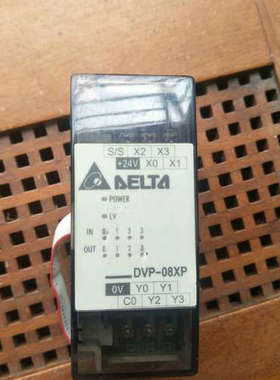 S/S X2 X3
+24V X0 X1
DELTA
POWER
LV
IN 0 1 2 3
OUT 0 1 2 3
DVP-08XP
0V Y0 Y1
C0 Y2 Y3